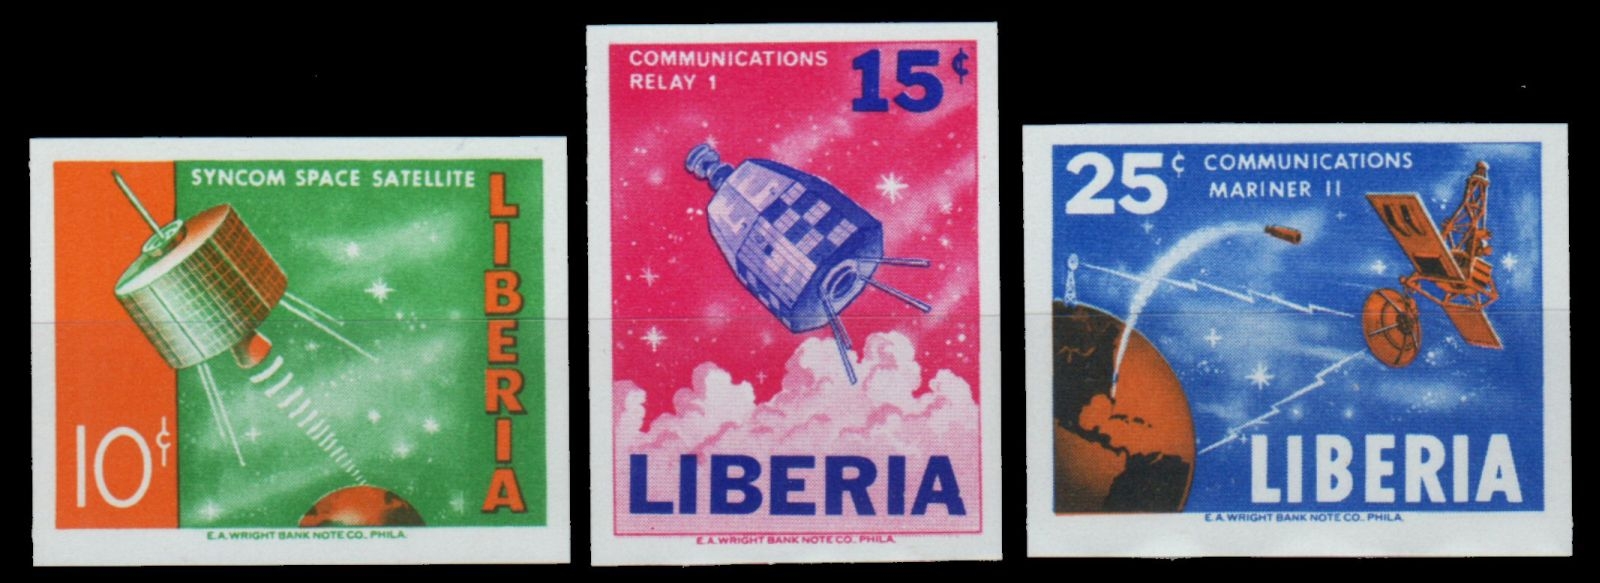 SYNCOM SPACE SATELLITE
LIBERIA
10¢
E.A. WRIGHT BANK NOTE CO., PHILA.
COMMUNICATIONS
RELAY 1
15¢
LIBERIA
E.A. WRIGHT BANK NOTE CO., PHILA.
25¢
COMMUNICATIONS
MARINER II
LIBERIA
E.A. WRIGHT BANK NOTE CO., PHILA.